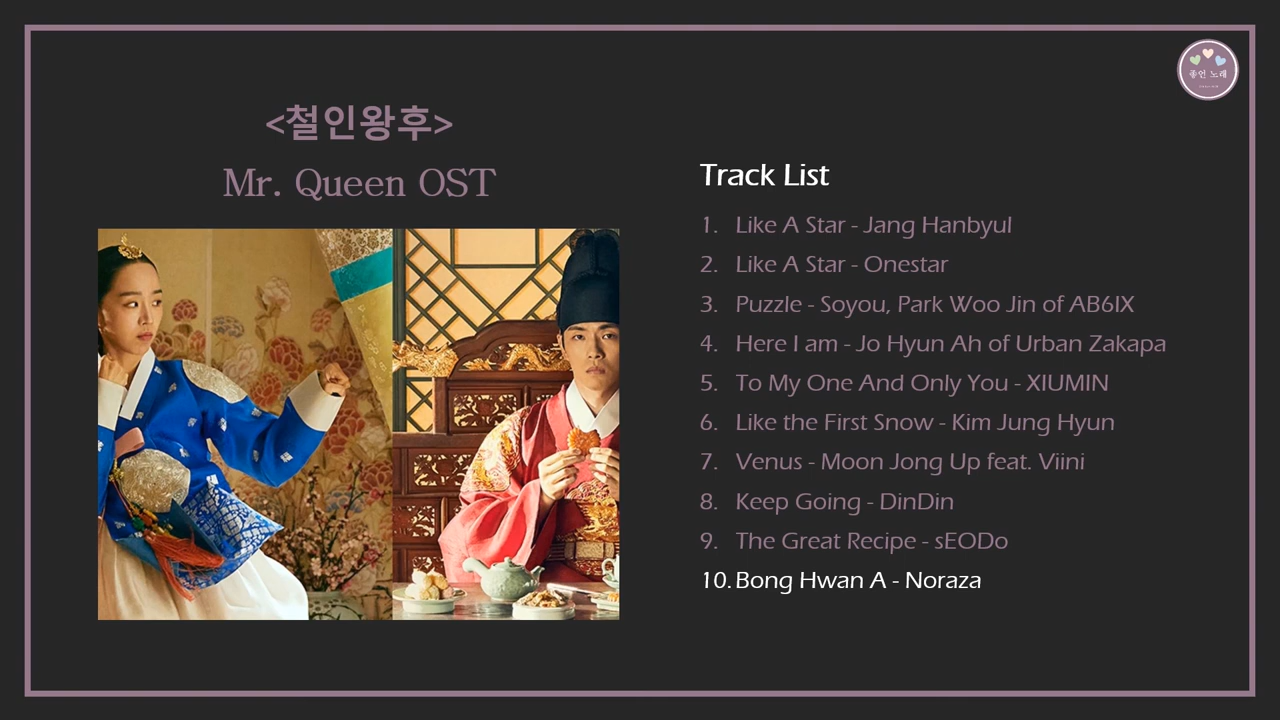 좋은 노래
<철인왕후>
Mr. Queen OST
Track List
1. Like A Star - Jang Hanbyul
2. Like A Star - Onestar
3. Puzzle - Soyou, Park Woo Jin of AB6IX
4. Here I am - Jo Hyun Ah of Urban Zakapa
5. To My One And Only You - XIUMIN
6. Like the First Snow - Kim Jung Hyun
7. Venus - Moon Jong Up feat. Viini
8. Keep Going - DinDin
9. The Great Recipe - sEODo
10. Bong Hwan A - Noraza